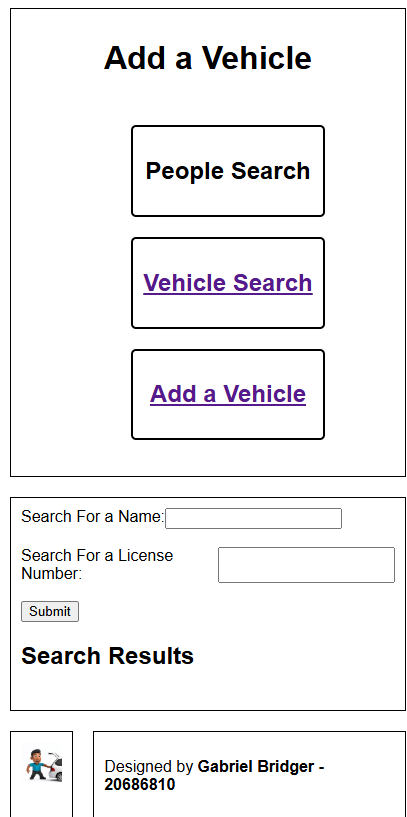 Add a Vehicle
People Search
Vehicle Search
Add a Vehicle
Search For a Name:
Search For a License
Number:
Submit
Search Results
Designed by Gabriel Bridger -
20686810